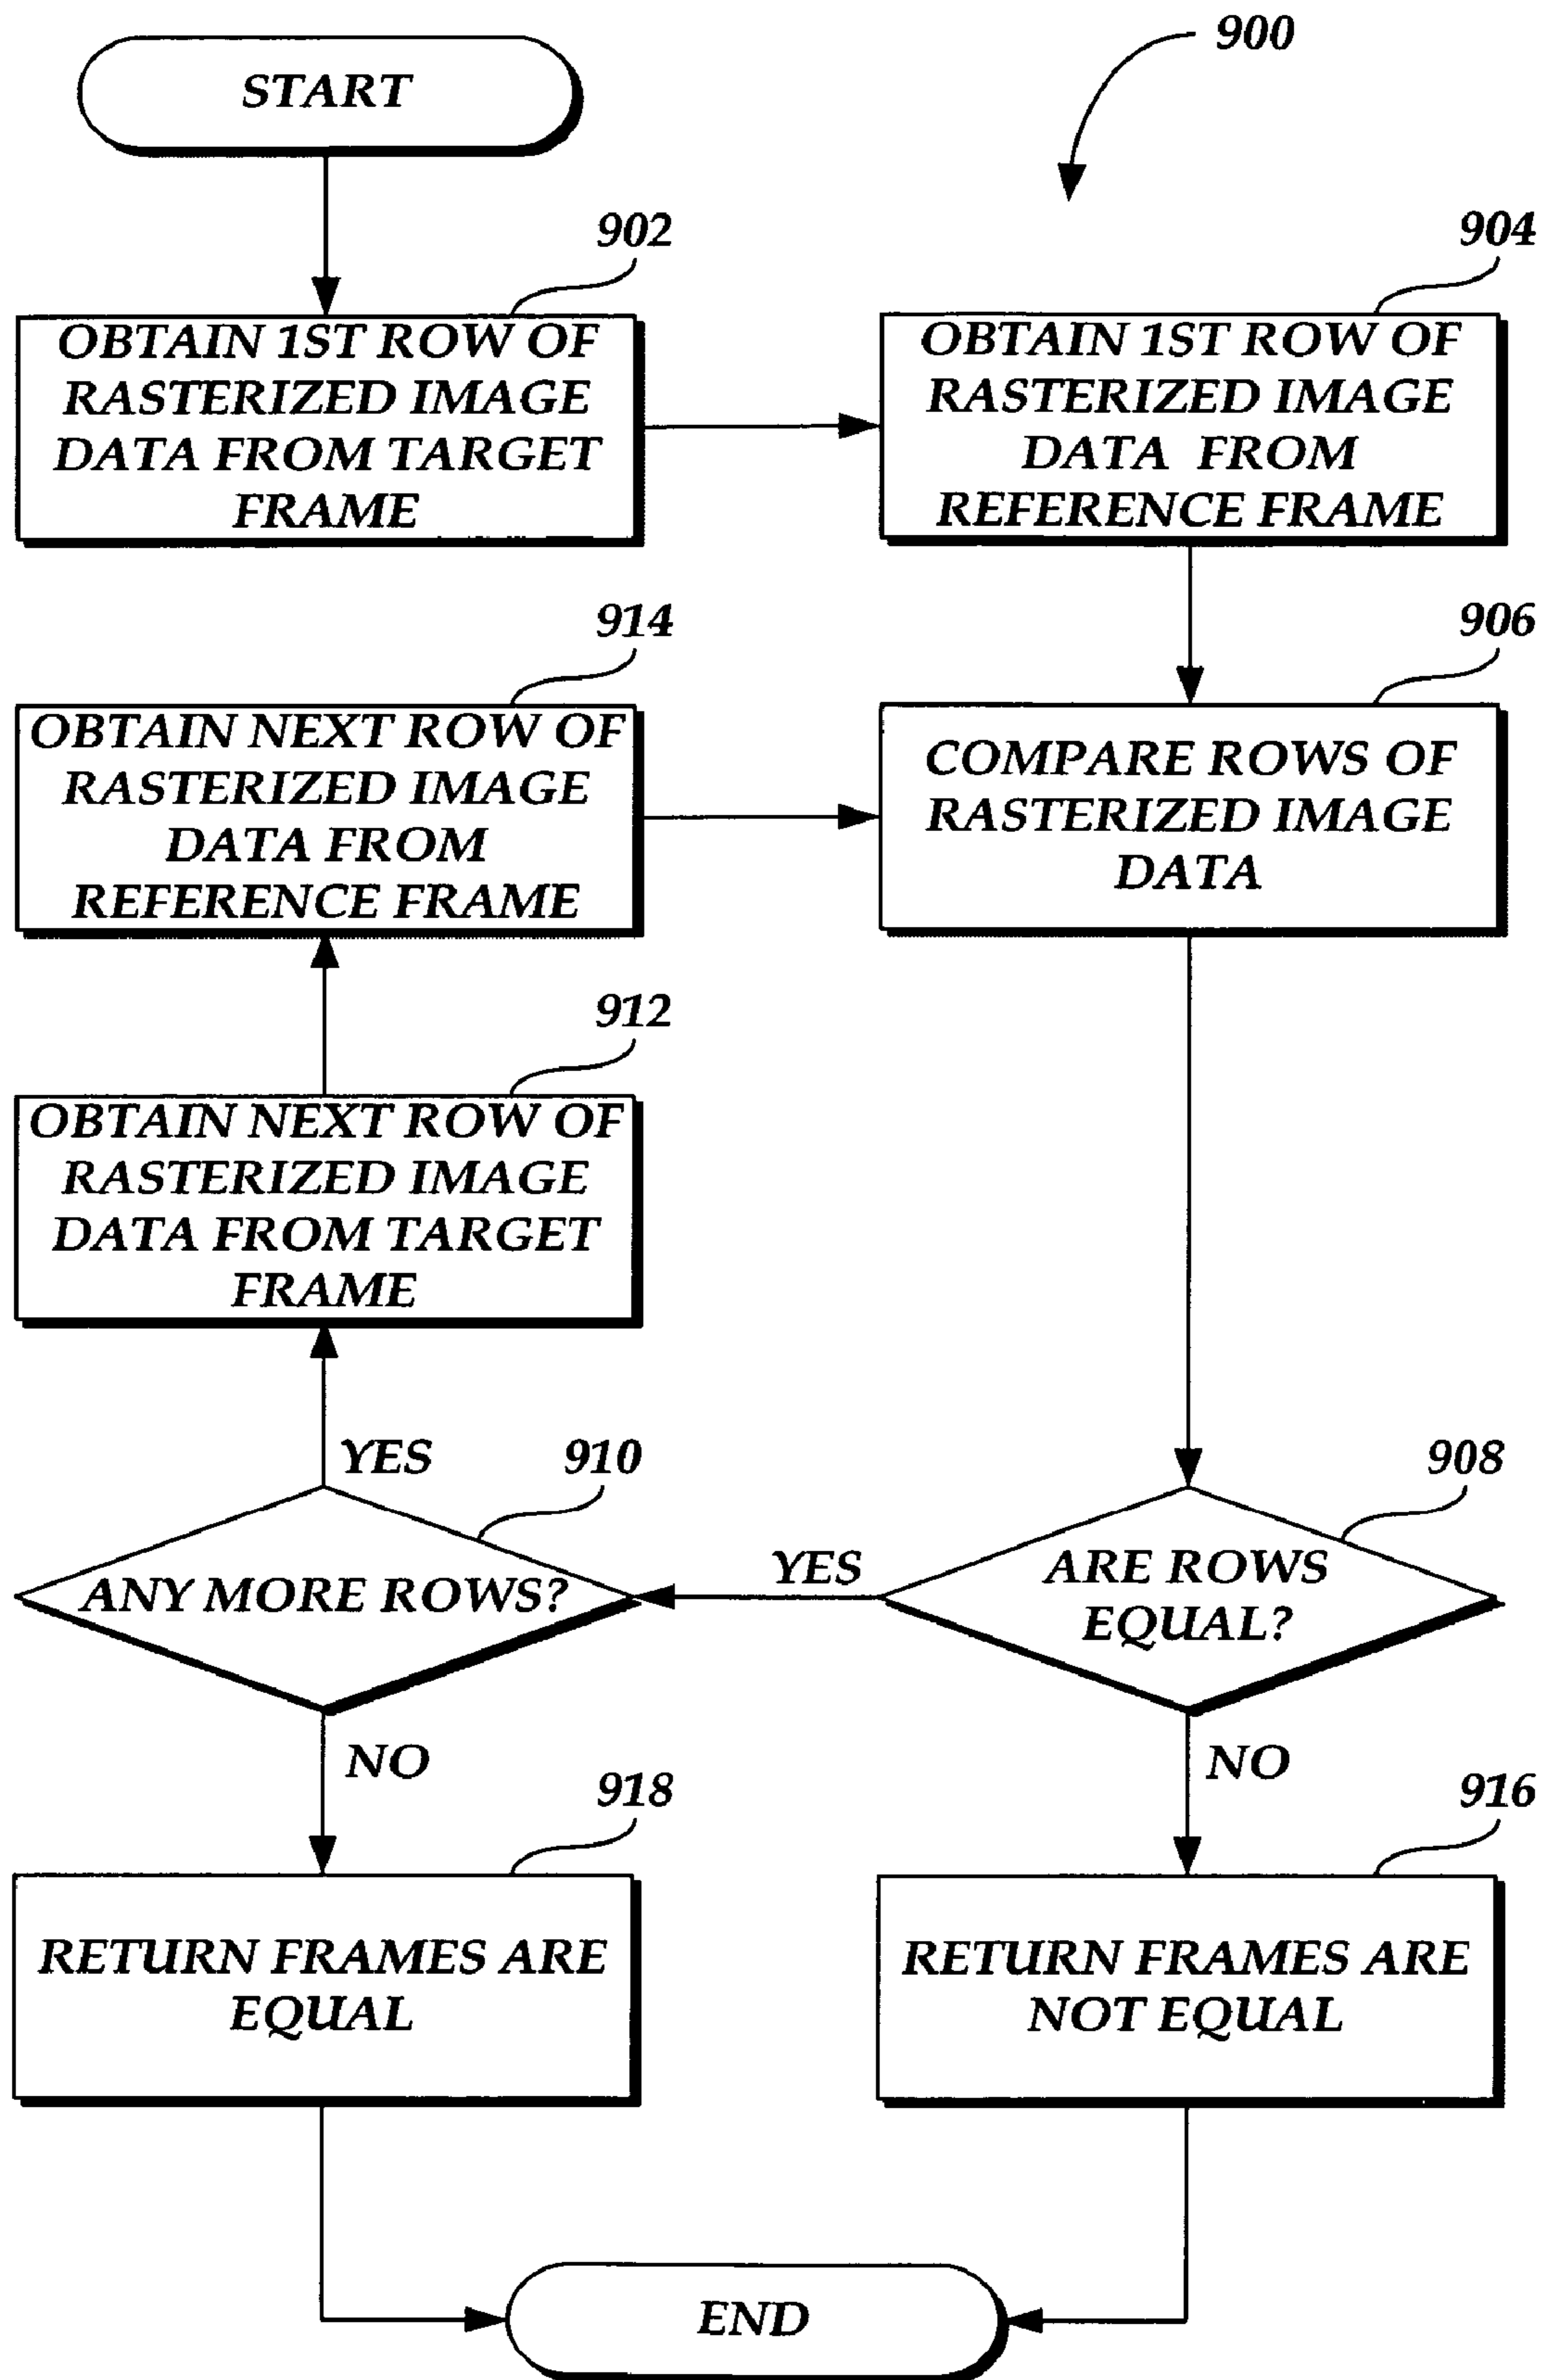 900
START
902
OBTAIN 1ST ROW OF
RASTERIZED IMAGE
DATA FROM TARGET
FRAME
904
OBTAIN 1ST ROW OF
RASTERIZED IMAGE
DATA FROM
REFERENCE FRAME
914
OBTAIN NEXT ROW OF
RASTERIZED IMAGE
DATA FROM
REFERENCE FRAME
906
COMPARE ROWS OF
RASTERIZED IMAGE
DATA
912
OBTAIN NEXT ROW OF
RASTERIZED IMAGE
DATA FROM TARGET
FRAME
YES
910
ANY MORE ROWS?
YES
908
ARE ROWS
EQUAL?
NO
918
RETURN FRAMES ARE
EQUAL
NO
916
RETURN FRAMES ARE
NOT EQUAL
END